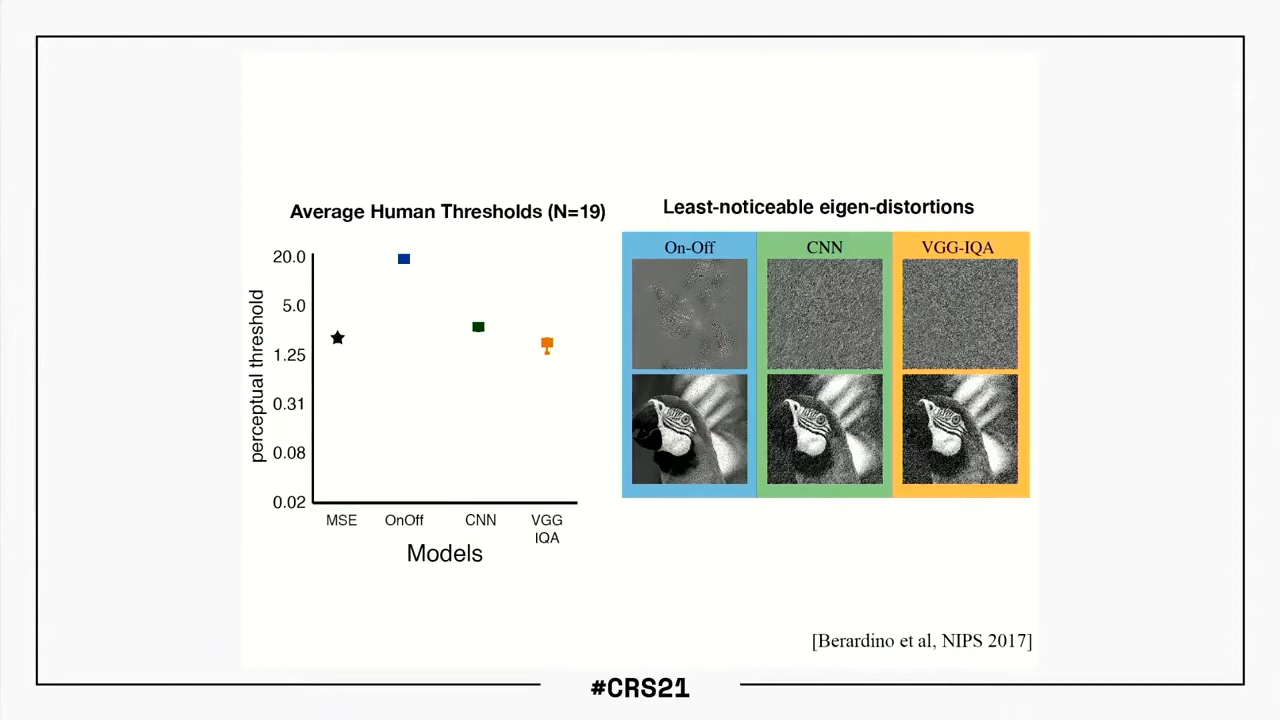 Average Human Thresholds (N=19)
perceptual threshold
20.0
5.0
1.25
0.31
0.08
0.02
MSE
OnOff
CNN
VGG
IQA
Models
Least-noticeable eigen-distortions
On-Off
CNN
VGG-IQA
[Berardino et al, NIPS 2017]
#CRS21